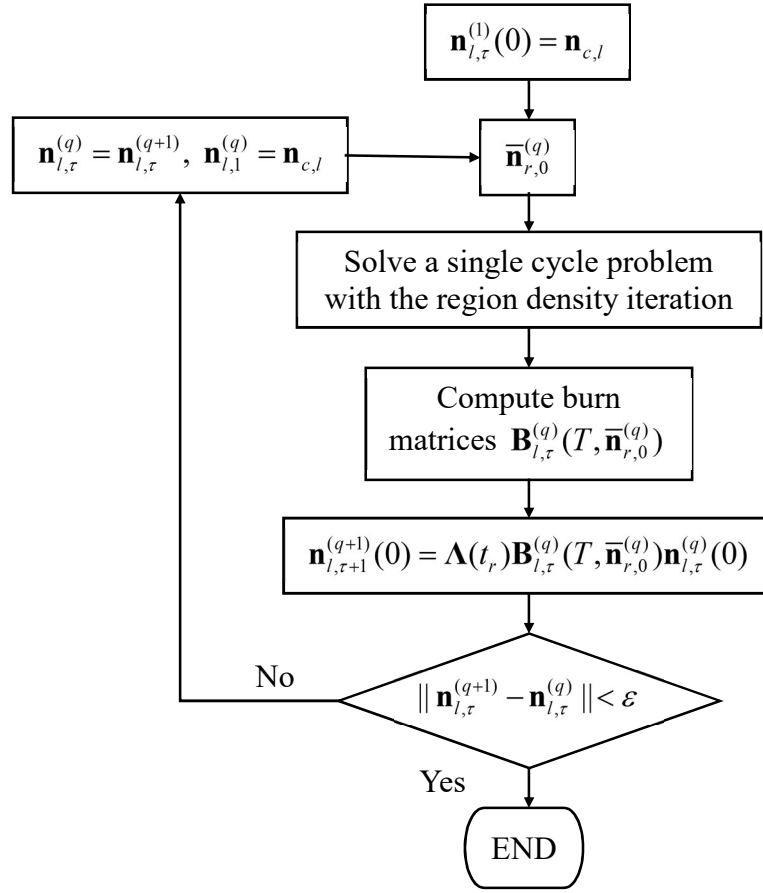 𝐧_{l,τ}^{(1)}(0) = 𝐧_{c,l}
𝐧_{l,τ}^{(q)} = 𝐧_{l,τ}^{(q+1)}, 𝐧_{l,1}^{(q)} = 𝐧_{c,l}
𝐧̄_{r,0}^{(q)}
Solve a single cycle problem
with the region density iteration
Compute burn
matrices 𝐁_{l,τ}^{(q)}(T, 𝐧̄_{r,0}^{(q)})
𝐧_{l,τ+1}^{(q+1)}(0) = 𝚲(t_r)𝐁_{l,τ}^{(q)}(T, 𝐧̄_{r,0}^{(q)})𝐧_{l,τ}^{(q)}(0)
No
|| 𝐧_{l,τ}^{(q+1)} − 𝐧_{l,τ}^{(q)} || < ε
Yes
END